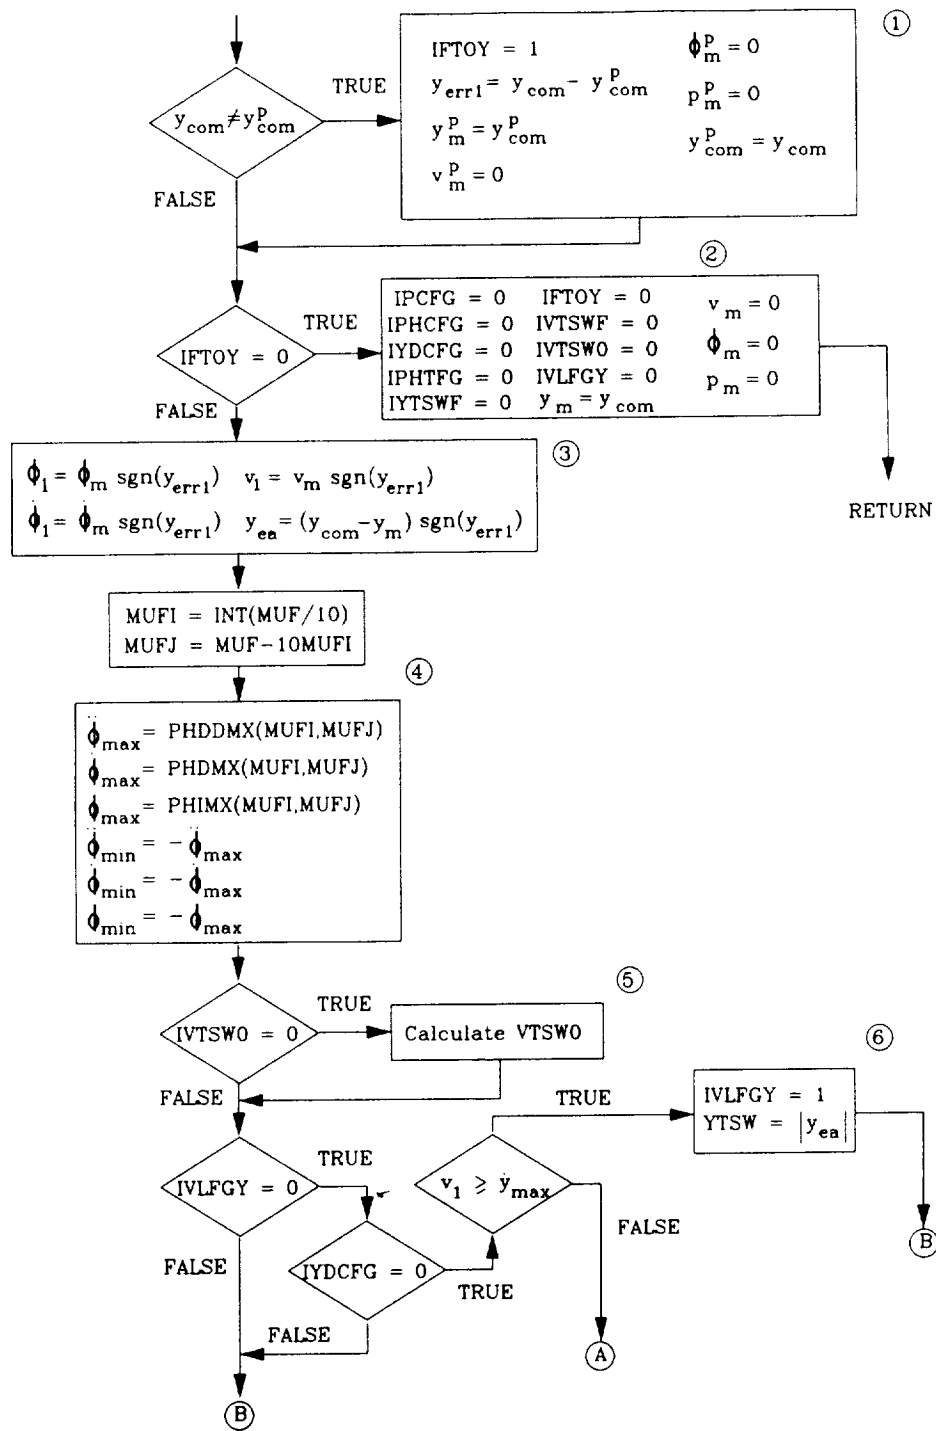 ①
y_com ≠ y^p_com
TRUE
FALSE
IFTOY = 1
y_err1 = y_com − y^p_com
y^p_m = y^p_com
v^p_m = 0
ϕ^p_m = 0
p^p_m = 0
y^p_com = y_com
②
IFTOY = 0
TRUE
FALSE
IPCFG = 0 IFTOY = 0 v_m = 0
IPHCFG = 0 IVTSWF = 0
IYDCFG = 0 IVTSW0 = 0 ϕ_m = 0
IPHTFG = 0 IVLFGY = 0 p_m = 0
IYTSWF = 0 y_m = y_com
RETURN
③
ϕ_1 = ϕ_m sgn(y_err1) v_1 = v_m sgn(y_err1)
ϕ̇_1 = ϕ̇_m sgn(y_err1) y_ea = (y_com − y_m) sgn(y_err1)
MUFI = INT(MUF/10)
MUFJ = MUF−10MUFI
④
ϕ̈_max = PHDDMX(MUFI,MUFJ)
ϕ̇_max = PHDMX(MUFI,MUFJ)
ϕ_max = PHIMX(MUFI,MUFJ)
ϕ̈_min = − ϕ̈_max
ϕ̇_min = − ϕ̇_max
ϕ_min = − ϕ_max
⑤
IVTSW0 = 0
TRUE
FALSE
Calculate VTSW0
⑥
IVLFGY = 0
TRUE
FALSE
IYDCFG = 0
TRUE
FALSE
v_1 ⩾ ẏ_max
TRUE
FALSE
IVLFGY = 1
YTSW = |y_ea|
B
A
B